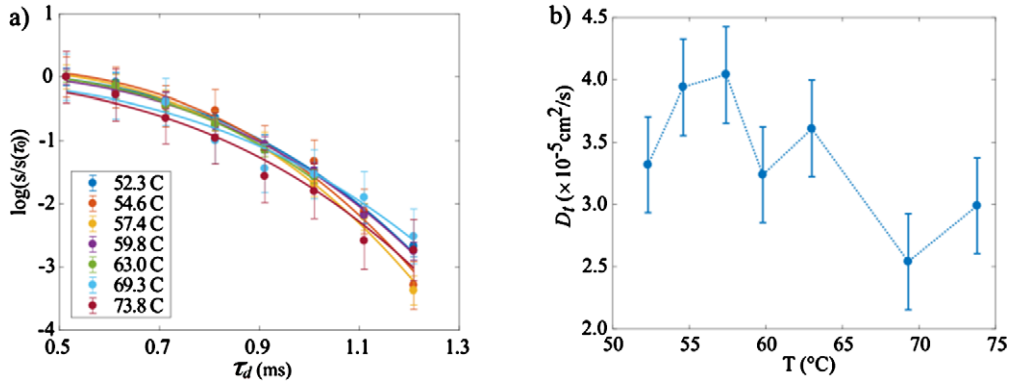 a)
1
0
-1
-2
-3
-4
log(s/s(τ₀))
52.3 C
54.6 C
57.4 C
59.8 C
63.0 C
69.3 C
73.8 C
0.5 0.7 0.9 1.1 1.3
τd (ms)
b)
4.5
4.0
3.5
3.0
2.5
2.0
Dₗ (× 10⁻⁵cm²/s)
50 55 60 65 70 75
T (°C)